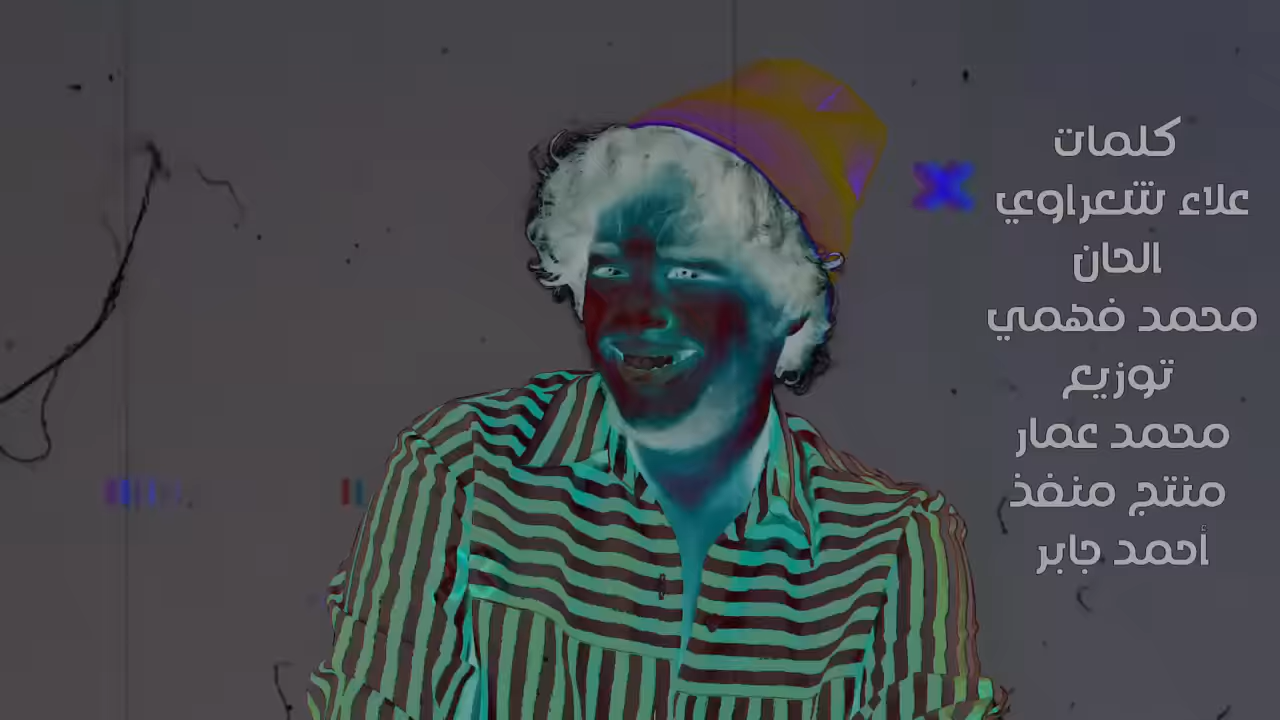 كلمات
علاء شعراوي
الحان
محمد فهمي
توزيع
محمد عمار
منتج منفذ
أحمد جابر